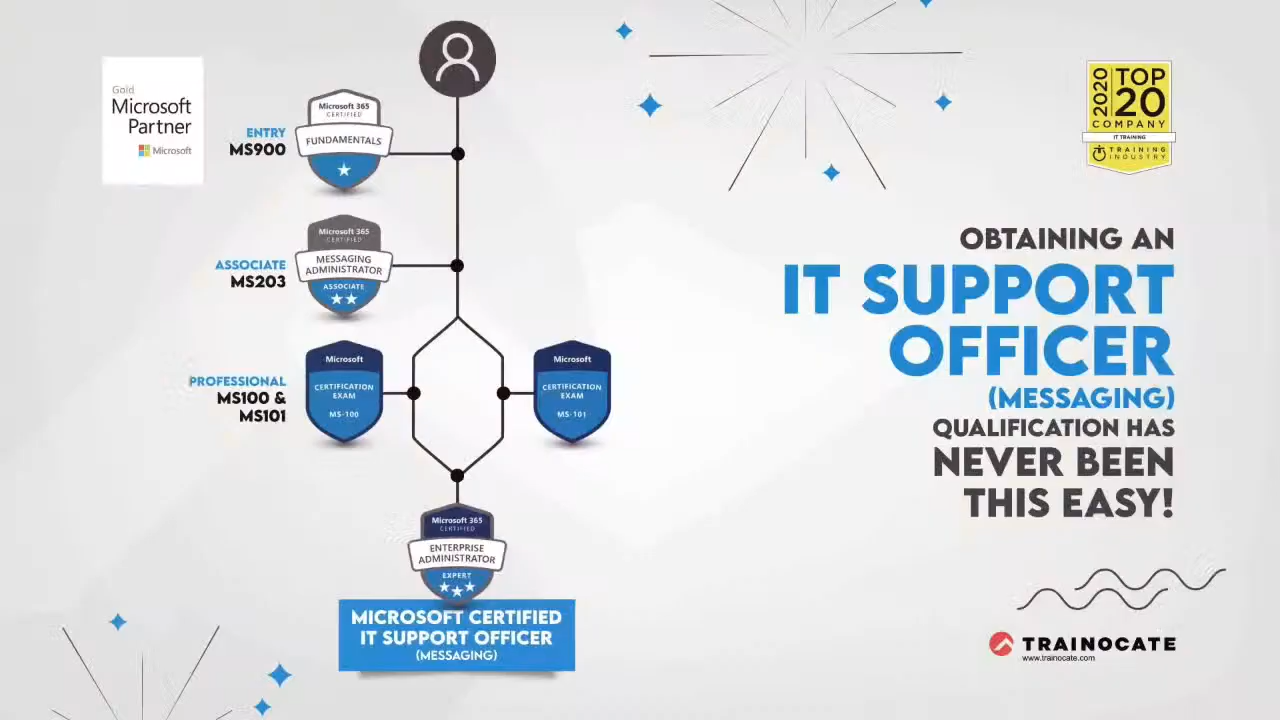 Gold
Microsoft
Partner
Microsoft
ENTRY
MS900
Microsoft 365
CERTIFIED
FUNDAMENTALS
ASSOCIATE
MS203
Microsoft 365
CERTIFIED
MESSAGING
ADMINISTRATOR
ASSOCIATE
PROFESSIONAL
MS100 &
MS101
Microsoft
CERTIFICATION
EXAM
MS-100
Microsoft
CERTIFICATION
EXAM
MS-101
Microsoft 365
CERTIFIED
ENTERPRISE
ADMINISTRATOR
EXPERT
MICROSOFT CERTIFIED
IT SUPPORT OFFICER
(MESSAGING)
2020
TOP
20
COMPANY
IT TRAINING
TRAINING
INDUSTRY
OBTAINING AN
IT SUPPORT
OFFICER
(MESSAGING)
QUALIFICATION HAS
NEVER BEEN
THIS EASY!
TRAINOCATE
www.trainocate.com